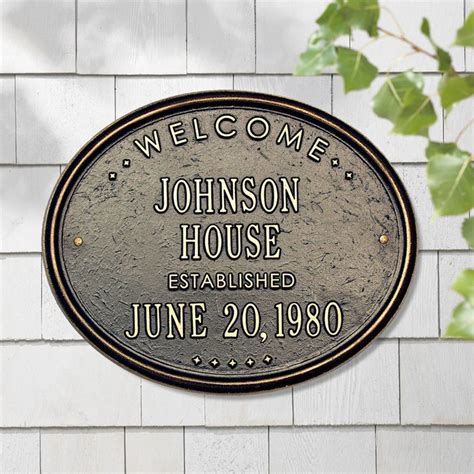 WELCOME
JOHNSON
HOUSE
ESTABLISHED
JUNE 20, 1980